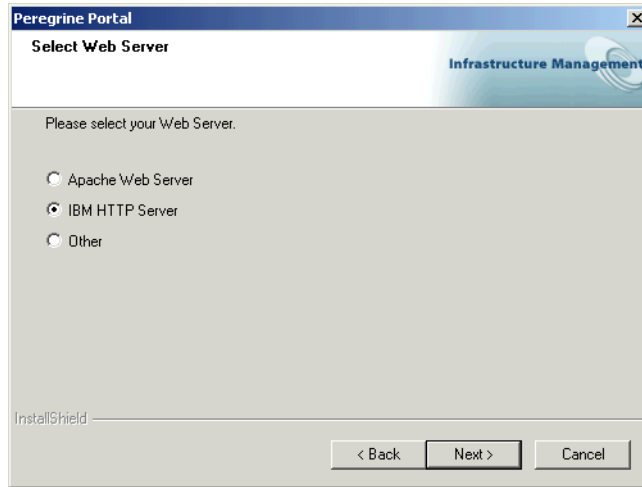 Peregrine Portal
Select Web Server
Infrastructure Management
Please select your Web Server.
Apache Web Server
IBM HTTP Server
Other
InstallShield
< Back
Next >
Cancel